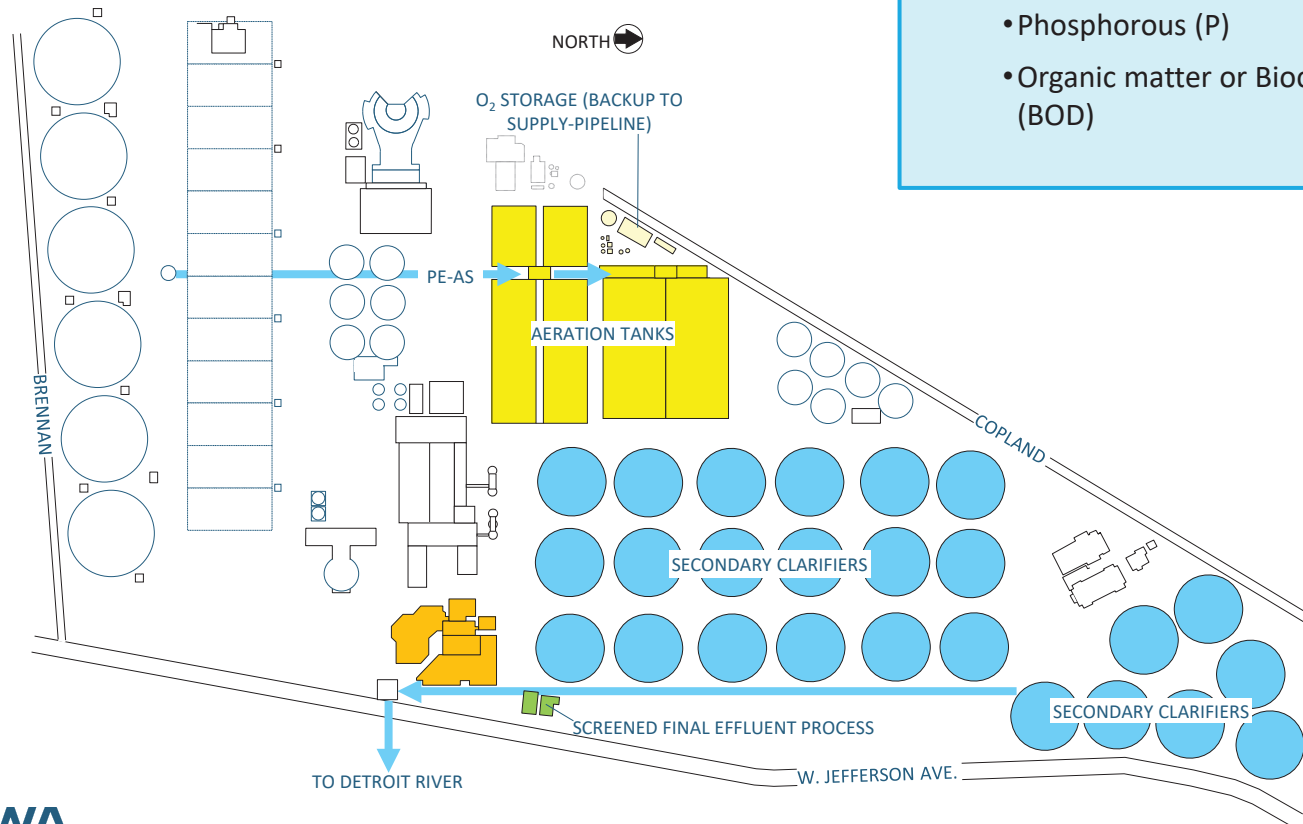 •Phosphorous (P)
•Organic matter or
(BOD)
NORTH
O₂ STORAGE (BACKUP TO
SUPPLY-PIPELINE)
PE-AS
AERATION TANKS
BRENNAN
COPLAND
SECONDARY CLARIFIERS
SECONDARY CLARIFIERS
SCREENED FINAL EFFLUENT PROCESS
W. JEFFERSON AVE.
TO DETROIT RIVER